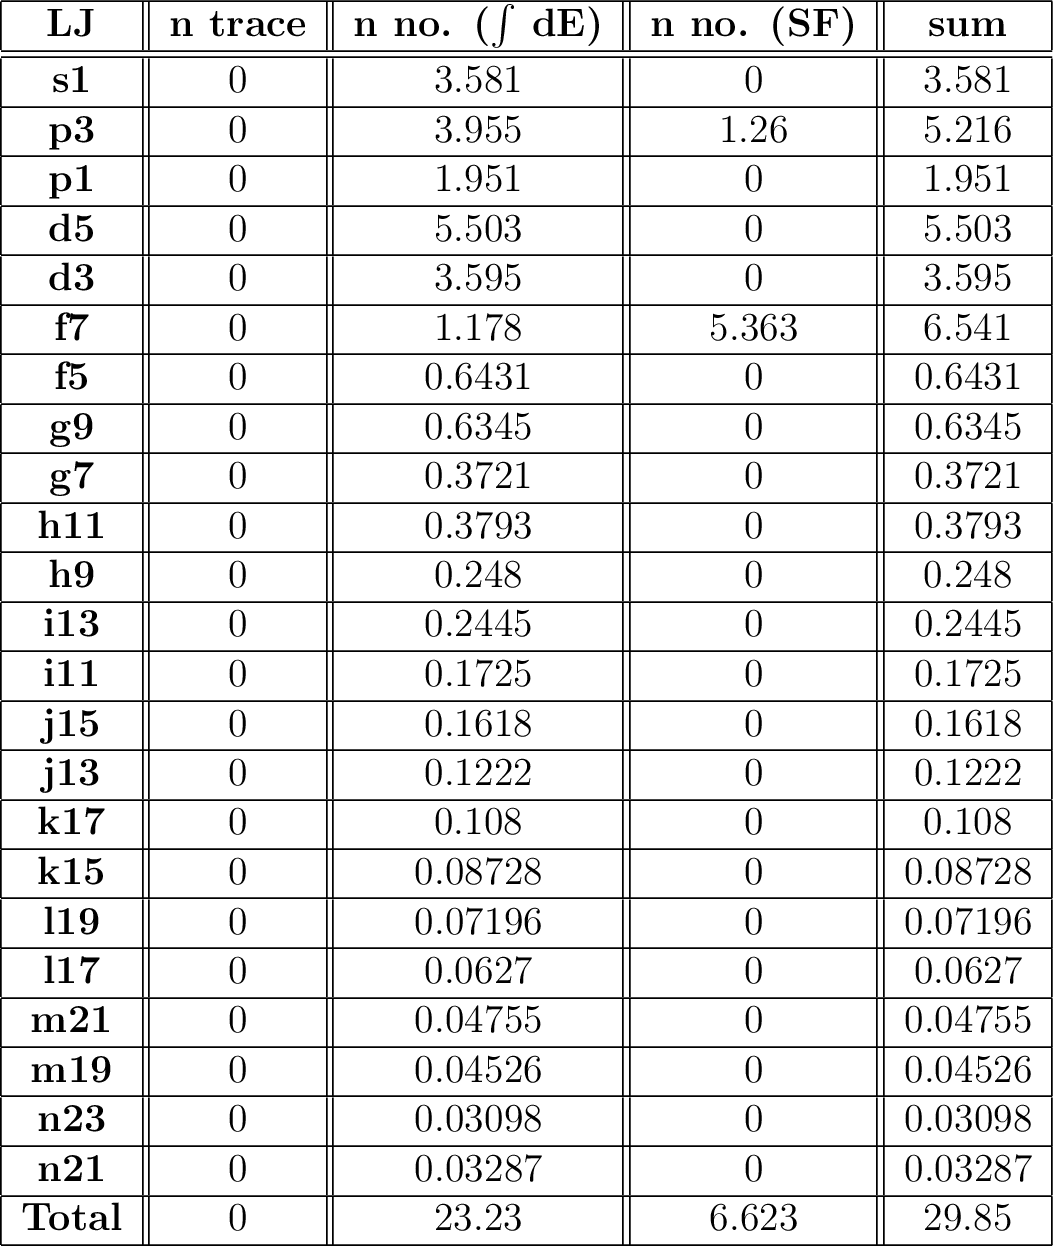 LJ n trace n no. (∫ dE) n no. (SF) sum
s1 0 3.581 0 3.581
p3 0 3.955 1.26 5.216
p1 0 1.951 0 1.951
d5 0 5.503 0 5.503
d3 0 3.595 0 3.595
f7 0 1.178 5.363 6.541
f5 0 0.6431 0 0.6431
g9 0 0.6345 0 0.6345
g7 0 0.3721 0 0.3721
h11 0 0.3793 0 0.3793
h9 0 0.248 0 0.248
i13 0 0.2445 0 0.2445
i11 0 0.1725 0 0.1725
j15 0 0.1618 0 0.1618
j13 0 0.1222 0 0.1222
k17 0 0.108 0 0.108
k15 0 0.08728 0 0.08728
l19 0 0.07196 0 0.07196
l17 0 0.0627 0 0.0627
m21 0 0.04755 0 0.04755
m19 0 0.04526 0 0.04526
n23 0 0.03098 0 0.03098
n21 0 0.03287 0 0.03287
Total 0 23.23 6.623 29.85